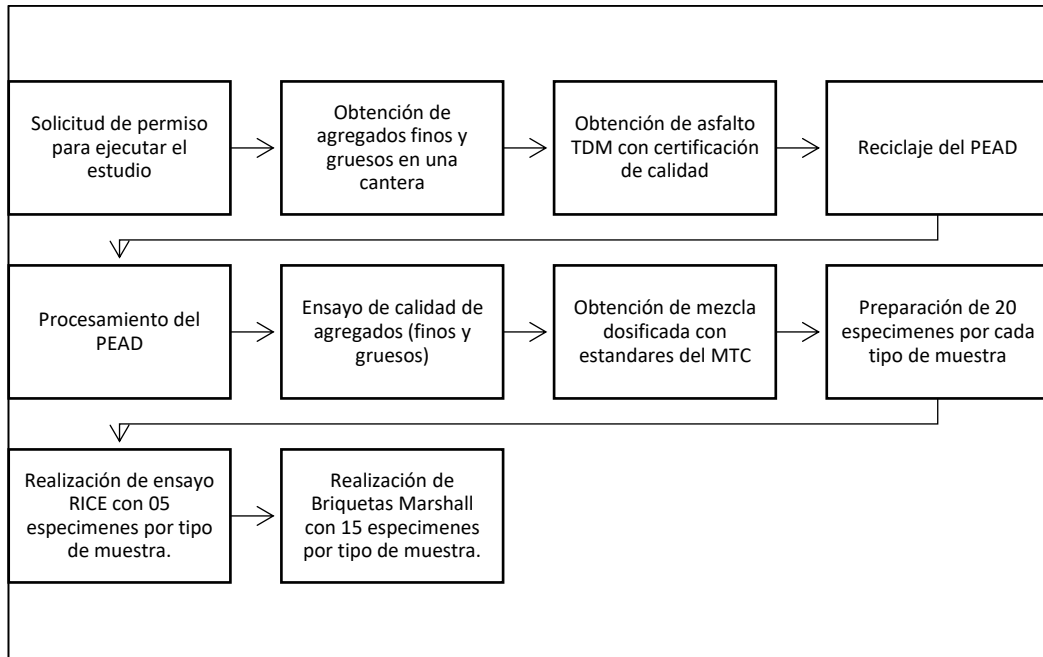 Solicitud de permiso
para ejecutar el
estudio
Obtención de
agregados finos y
gruesos en una
cantera
Obtención de asfalto
TDM con certificación
de calidad
Reciclaje del PEAD
Procesamiento del
PEAD
Ensayo de calidad de
agregados (finos y
gruesos)
Obtención de mezcla
dosificada con
estandares del MTC
Preparación de 20
especimenes por cada
tipo de muestra
Realización de ensayo
RICE con 05
especimenes por tipo
de muestra.
Realización de
Briquetas Marshall
con 15 especimenes
por tipo de muestra.